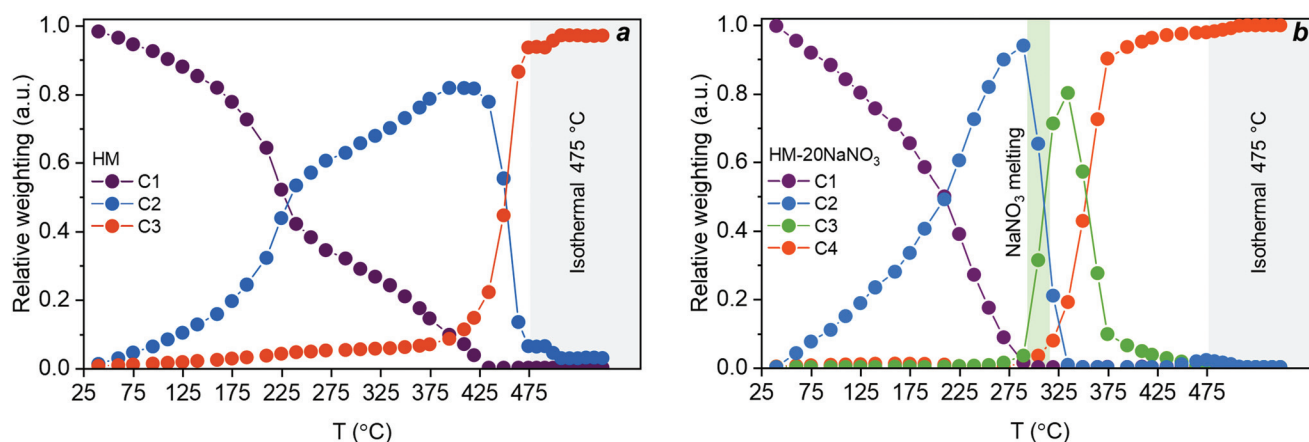 a
1.0
0.8
0.6
0.4
0.2
0.0
Relative weighting (a.u.)
HM
C1
C2
C3
Isothermal 475 °C
25 75 125 175 225 275 325 375 425 475
T (°C)
b
1.0
0.8
0.6
0.4
0.2
0.0
Relative weighting (a.u.)
HM-20NaNO₃
C1
C2
C3
C4
NaNO₃ melting
Isothermal 475 °C
25 75 125 175 225 275 325 375 425 475
T (°C)